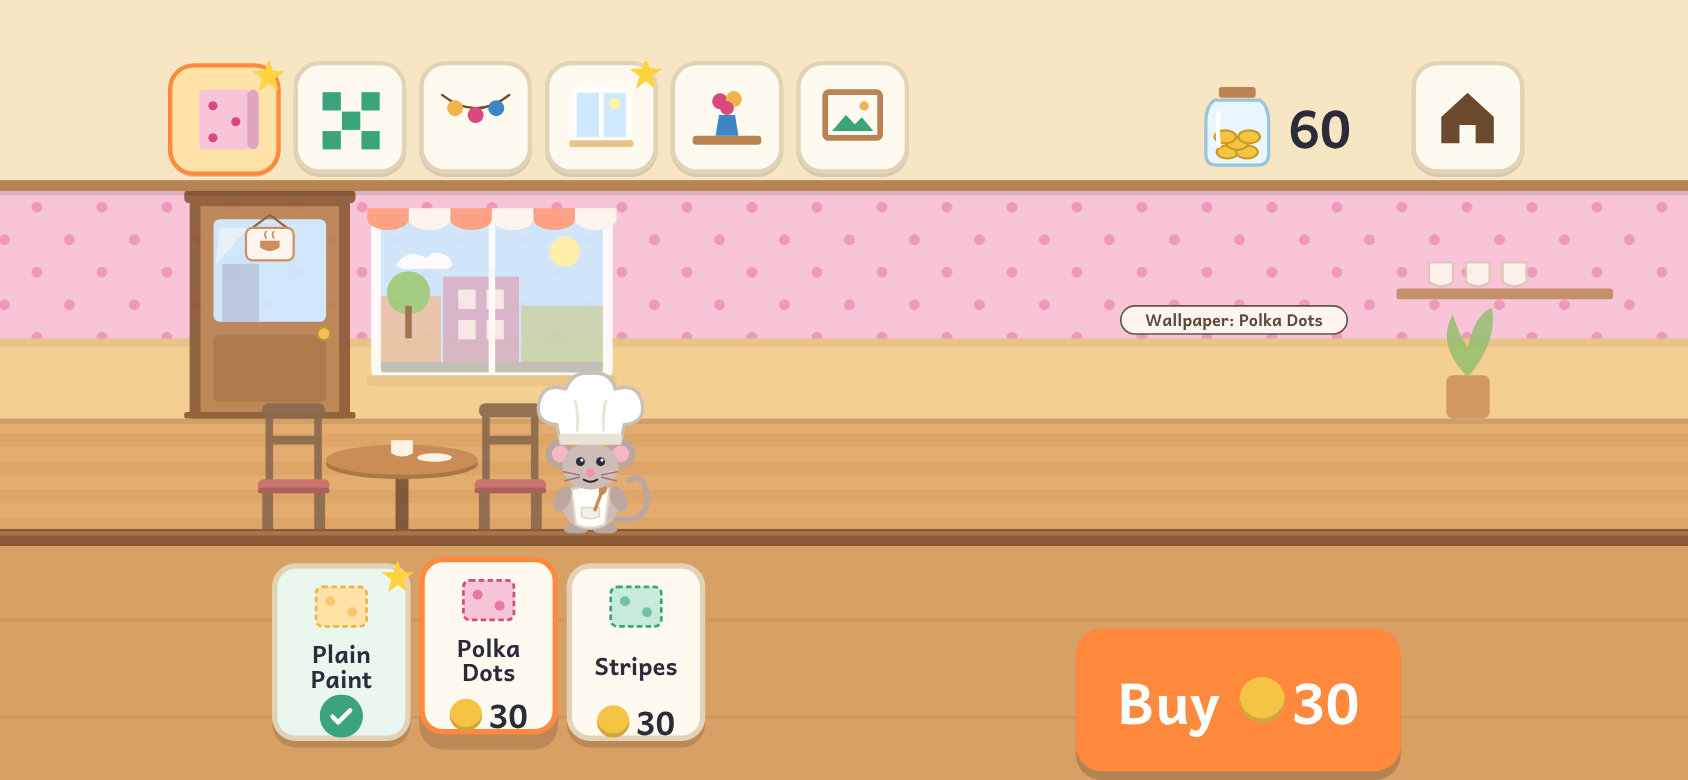 60
Wallpaper: Polka Dots
Plain
Paint
Polka
Dots
30
Stripes
30
Buy 30